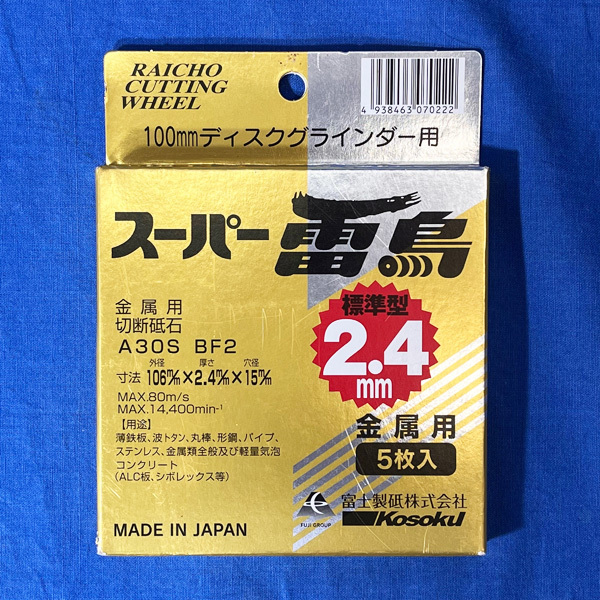 RAICHO
CUTTING
WHEEL
4 938463 070222
100mmディスクグラインダー用
スーパー雷鳥
金属用
切断砥石
A30S BF2
外径 厚さ 穴径
寸法 106m/m×2.4m/m×15m/m
MAX.80m/s
MAX.14,400min⁻¹
【用途】
薄鉄板、波トタン、丸棒、形鋼、パイプ、
ステンレス、金属類全般及び軽量気泡
コンクリート
(ALC板、シポレックス等)
標準型
2.4
mm
金属用
5枚入
FUJI GROUP
富士製砥株式会社
Kosoku
MADE IN JAPAN